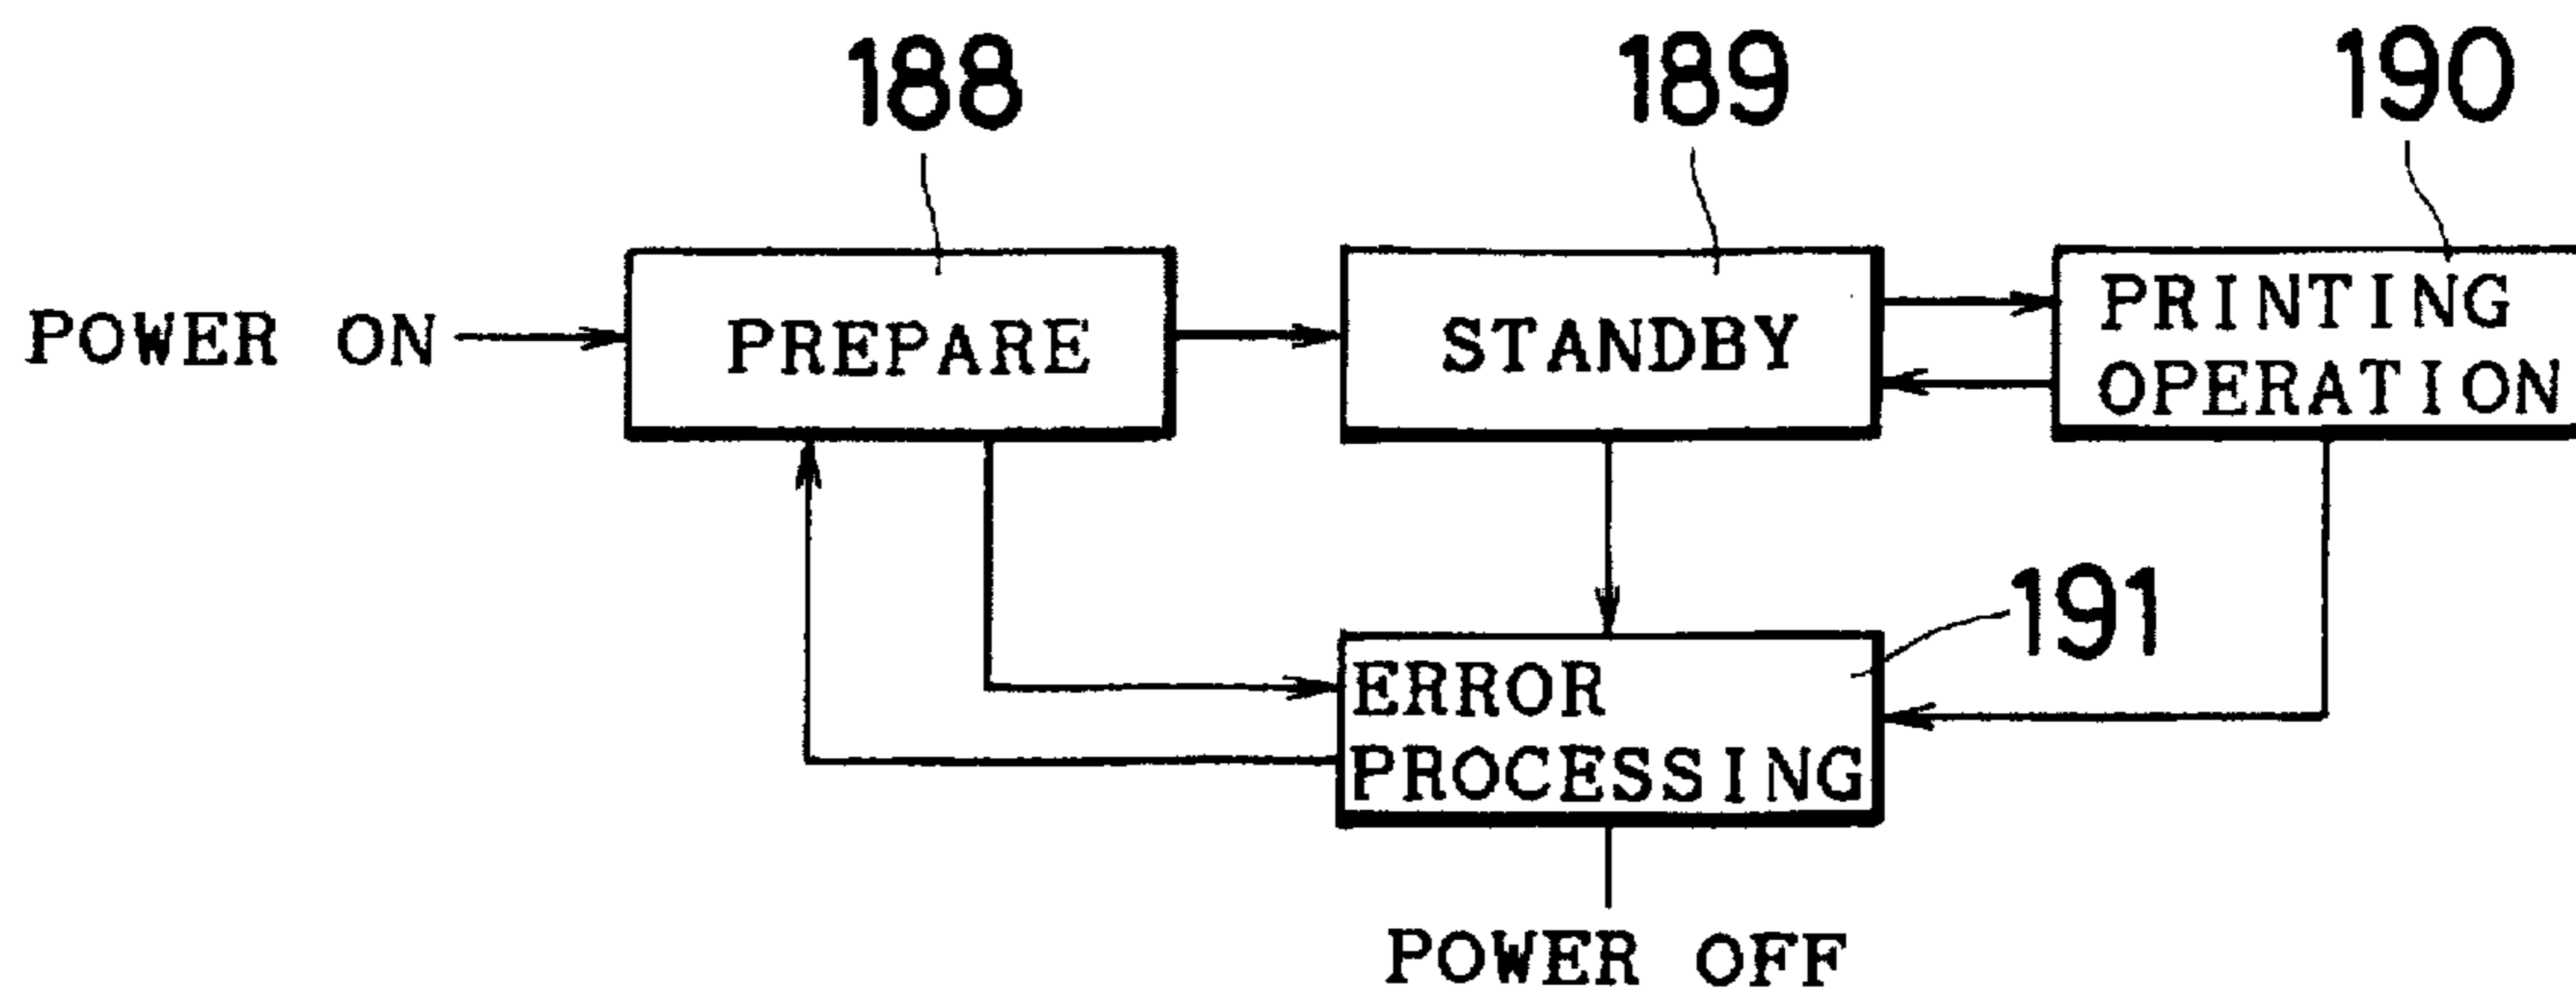 188
189
190
POWER ON
PREPARE
STANDBY
PRINTING
OPERATION
191
ERROR
PROCESSING
POWER OFF